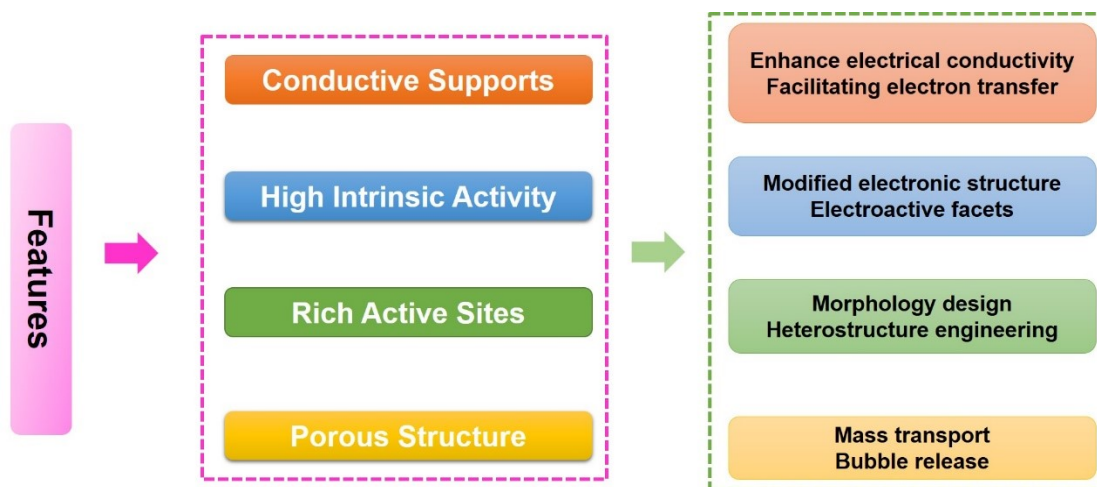 Features
Conductive Supports
High Intrinsic Activity
Rich Active Sites
Porous Structure
Enhance electrical conductivity
Facilitating electron transfer
Modified electronic structure
Electroactive facets
Morphology design
Heterostructure engineering
Mass transport
Bubble release